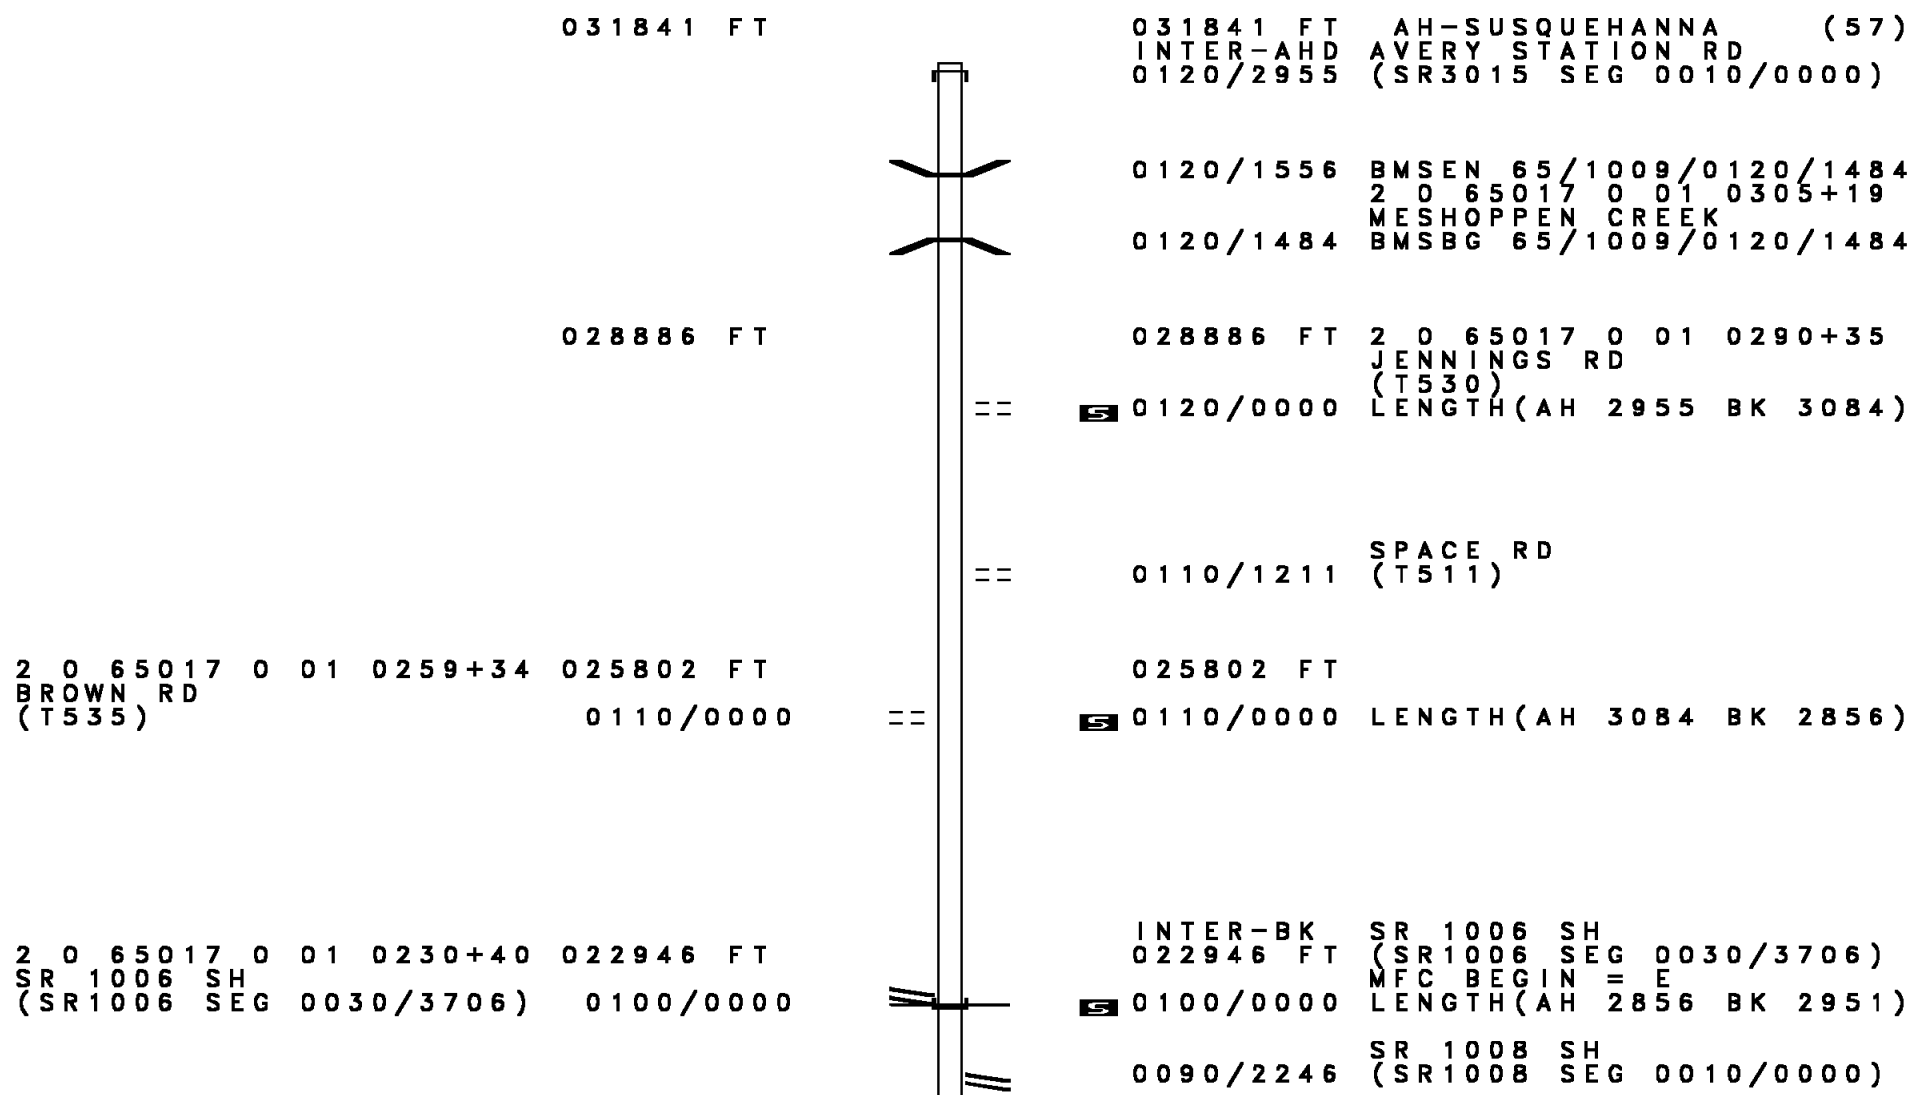 031841 FT 031841 FT AH-SUSQUEHANNA (57)
INTER-AHD AVERY STATION RD
0120/2955 (SR3015 SEG 0010/0000)
0120/1556 BMSEN 65/1009/0120/1484
2 0 65017 0 01 0305+19
MESHOPPEN CREEK
0120/1484 BMSBG 65/1009/0120/1484
028886 FT 028886 FT 2 0 65017 0 01 0290+35
JENNINGS RD
(T530)
S 0120/0000 LENGTH(AH 2955 BK 3084)
SPACE RD
0110/1211 (T511)
2 0 65017 0 01 0259+34 025802 FT 025802 FT
BROWN RD
(T535) 0110/0000 S 0110/0000 LENGTH(AH 3084 BK 2856)
INTER-BK SR 1006 SH
2 0 65017 0 01 0230+40 022946 FT 022946 FT (SR1006 SEG 0030/3706)
SR 1006 SH MFC BEGIN = E
(SR1006 SEG 0030/3706) 0100/0000 S 0100/0000 LENGTH(AH 2856 BK 2951)
SR 1008 SH
0090/2246 (SR1008 SEG 0010/0000)